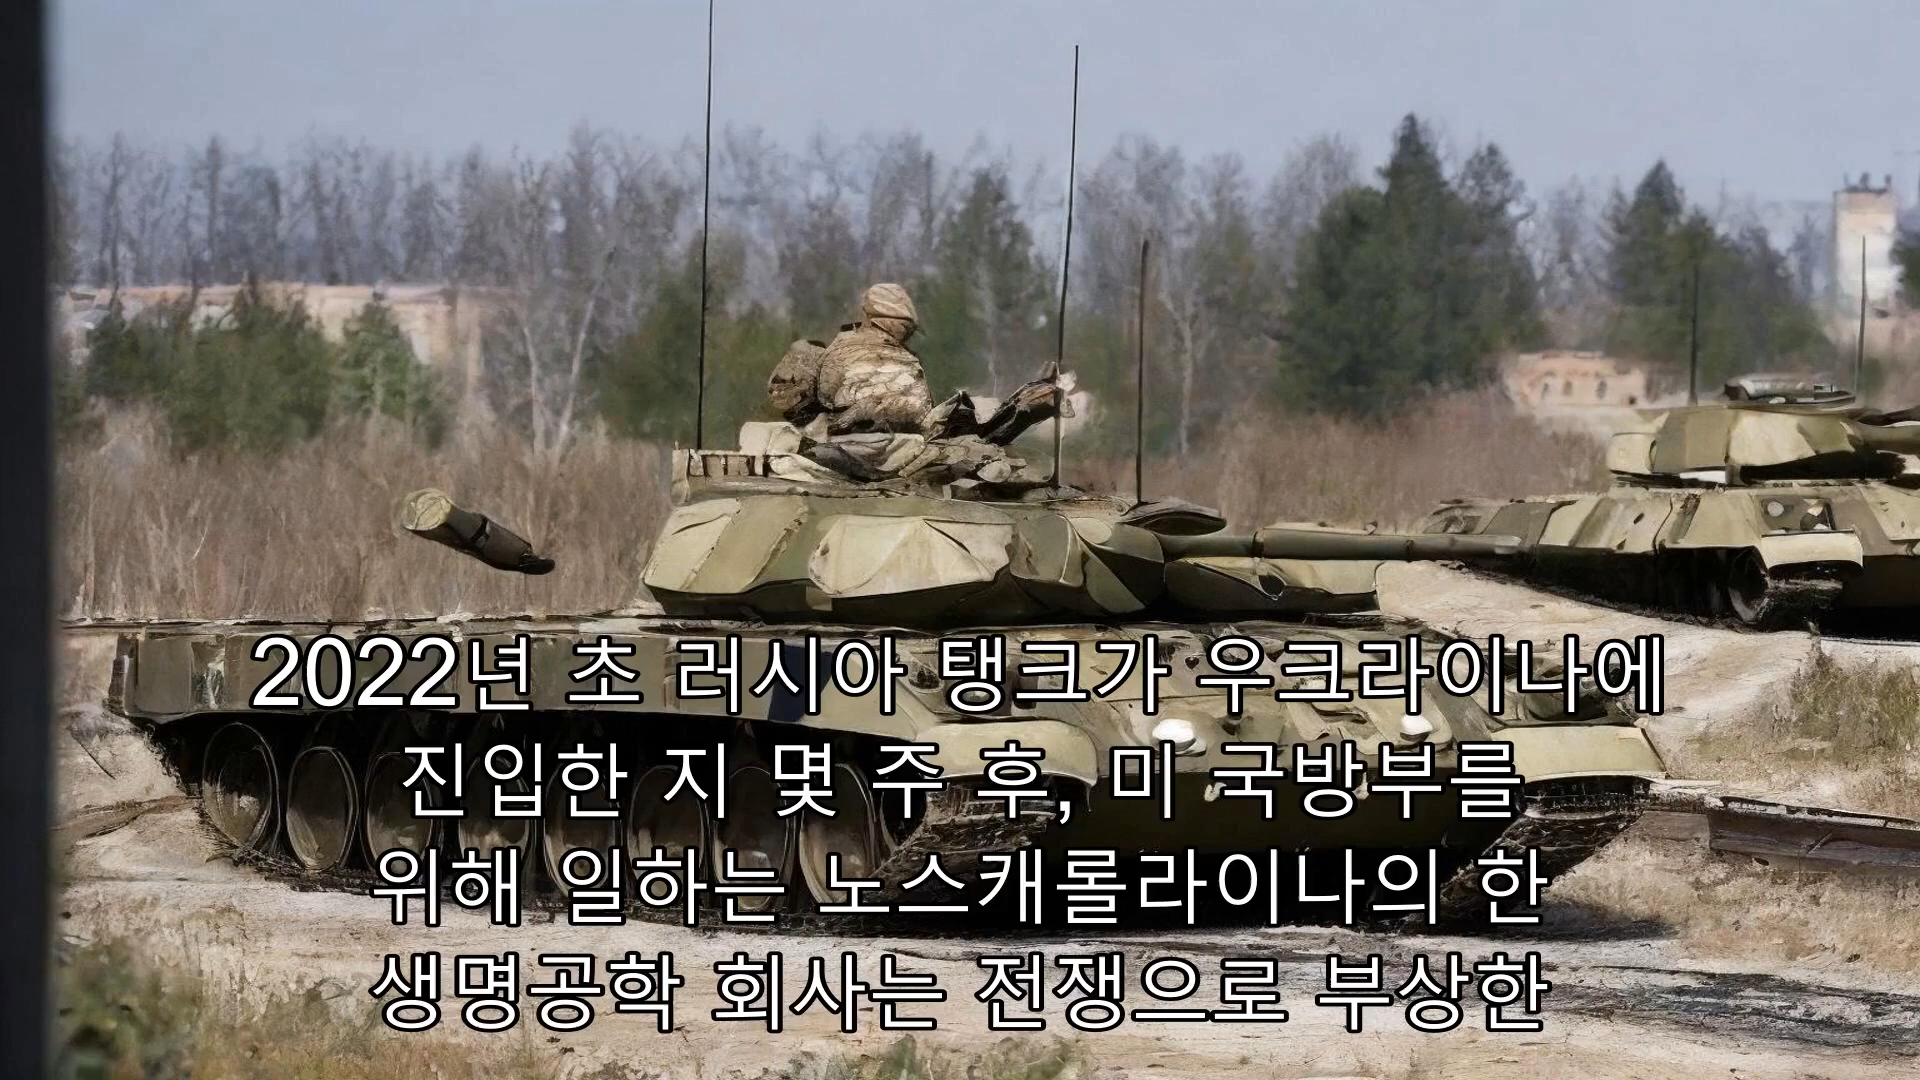 2022년 초 러시아 탱크가 우크라이나에
진입한 지 몇 주 후, 미 국방부를
위해 일하는 노스캐롤라이나의 한
생명공학 회사는 전쟁으로 부상한